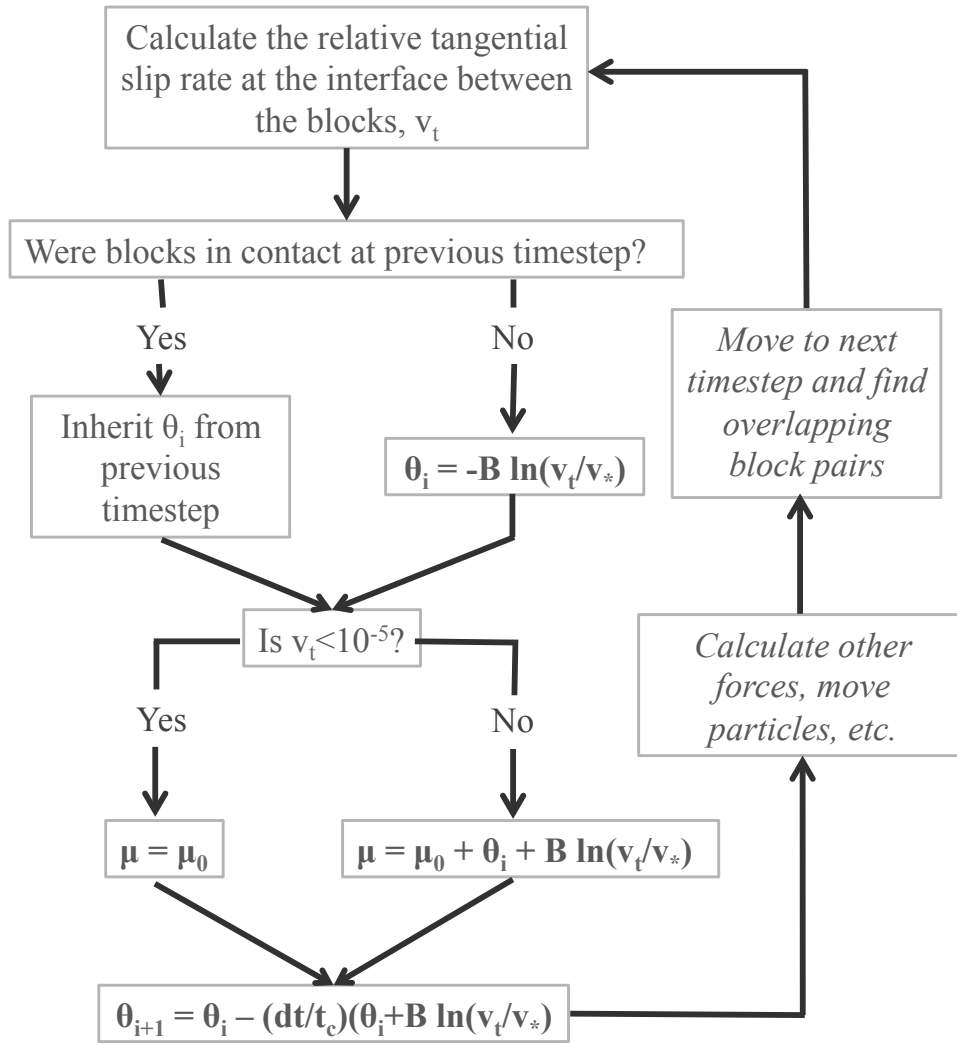 Calculate the relative tangential
slip rate at the interface between
the blocks, vₜ
Were blocks in contact at previous timestep?
Yes
No
Inherit θᵢ from
previous
timestep
θᵢ = -B ln(vₜ/v*)
Is vₜ<10⁻⁵?
Yes
No
μ = μ₀
μ = μ₀ + θᵢ + B ln(vₜ/v*)
θᵢ₊₁ = θᵢ – (dt/t_c)(θᵢ+B ln(vₜ/v*)
Calculate other
forces, move
particles, etc.
Move to next
timestep and find
overlapping
block pairs